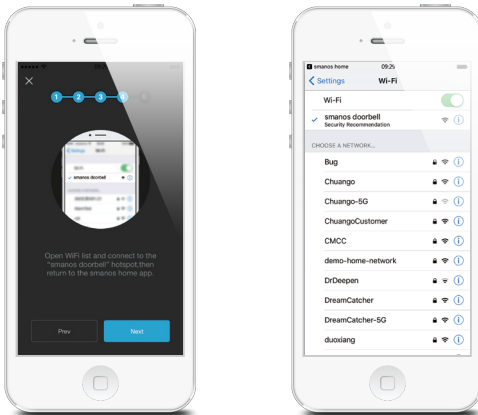 1 2 3 4
Open WiFi list and connect to the
"smanos doorbell" hotspot,then
return to the smanos home app.
Prev
Next
smanos home
09:25
Settings
Wi-Fi
Wi-Fi
smanos doorbell
Security Recommendation
CHOOSE A NETWORK...
Bug
Chuango
Chuango-5G
ChuangoCustomer
CMCC
demo-home-network
DrDeepen
DreamCatcher
DreamCatcher-5G
duoxiang